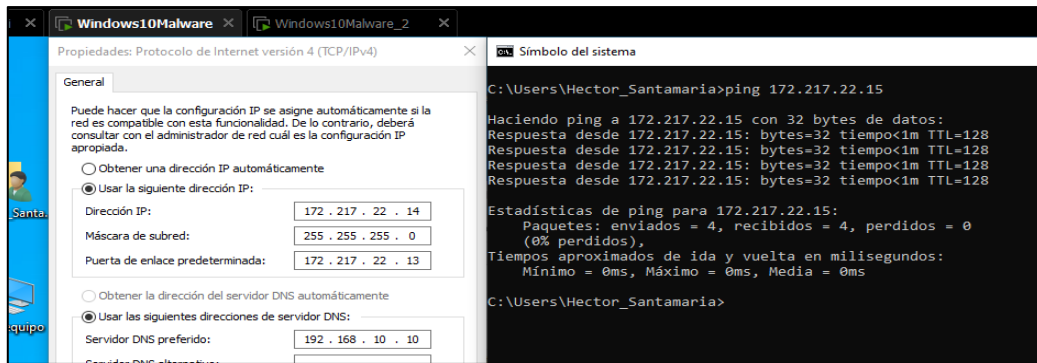 Windows10Malware
Windows10Malware_2
Propiedades: Protocolo de Internet versión 4 (TCP/IPv4)
General
Puede hacer que la configuración IP se asigne automáticamente si la
red es compatible con esta funcionalidad. De lo contrario, deberá
consultar con el administrador de red cuál es la configuración IP
apropiada.
Obtener una dirección IP automáticamente
Usar la siguiente dirección IP:
Dirección IP: 172 . 217 . 22 . 14
Máscara de subred: 255 . 255 . 255 . 0
Puerta de enlace predeterminada: 172 . 217 . 22 . 13
Obtener la dirección del servidor DNS automáticamente
Usar las siguientes direcciones de servidor DNS:
Servidor DNS preferido: 192 . 168 . 10 . 10
_Santa.
equipo
Símbolo del sistema
C:\Users\Hector_Santamaria>ping 172.217.22.15
Haciendo ping a 172.217.22.15 con 32 bytes de datos:
Respuesta desde 172.217.22.15: bytes=32 tiempo<1m TTL=128
Respuesta desde 172.217.22.15: bytes=32 tiempo<1m TTL=128
Respuesta desde 172.217.22.15: bytes=32 tiempo<1m TTL=128
Respuesta desde 172.217.22.15: bytes=32 tiempo<1m TTL=128
Estadísticas de ping para 172.217.22.15:
Paquetes: enviados = 4, recibidos = 4, perdidos = 0
(0% perdidos),
Tiempos aproximados de ida y vuelta en milisegundos:
Mínimo = 0ms, Máximo = 0ms, Media = 0ms
C:\Users\Hector_Santamaria>